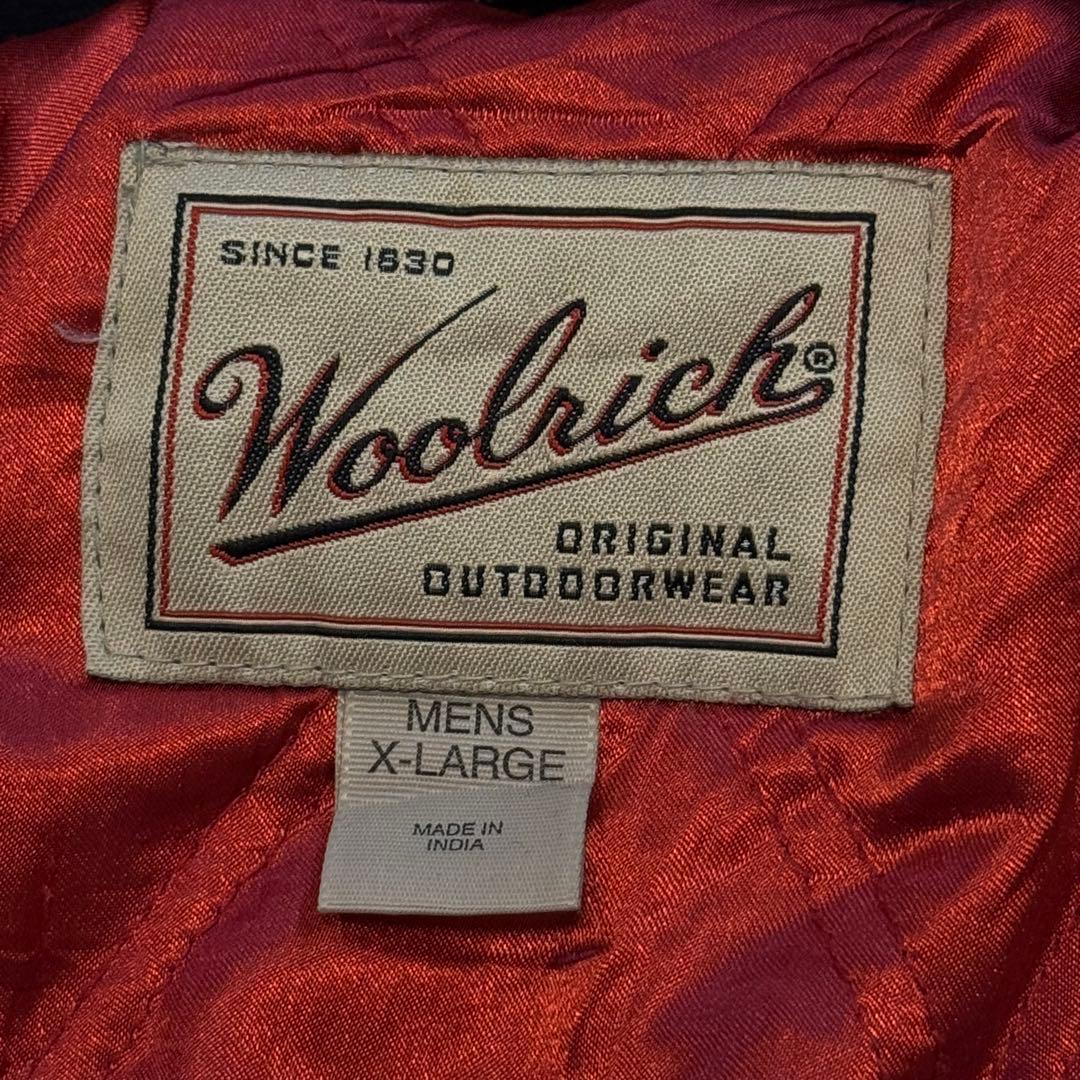 SINCE 1830
Woolrich®
ORIGINAL
OUTDOORWEAR
MENS
X-LARGE
MADE IN
INDIA